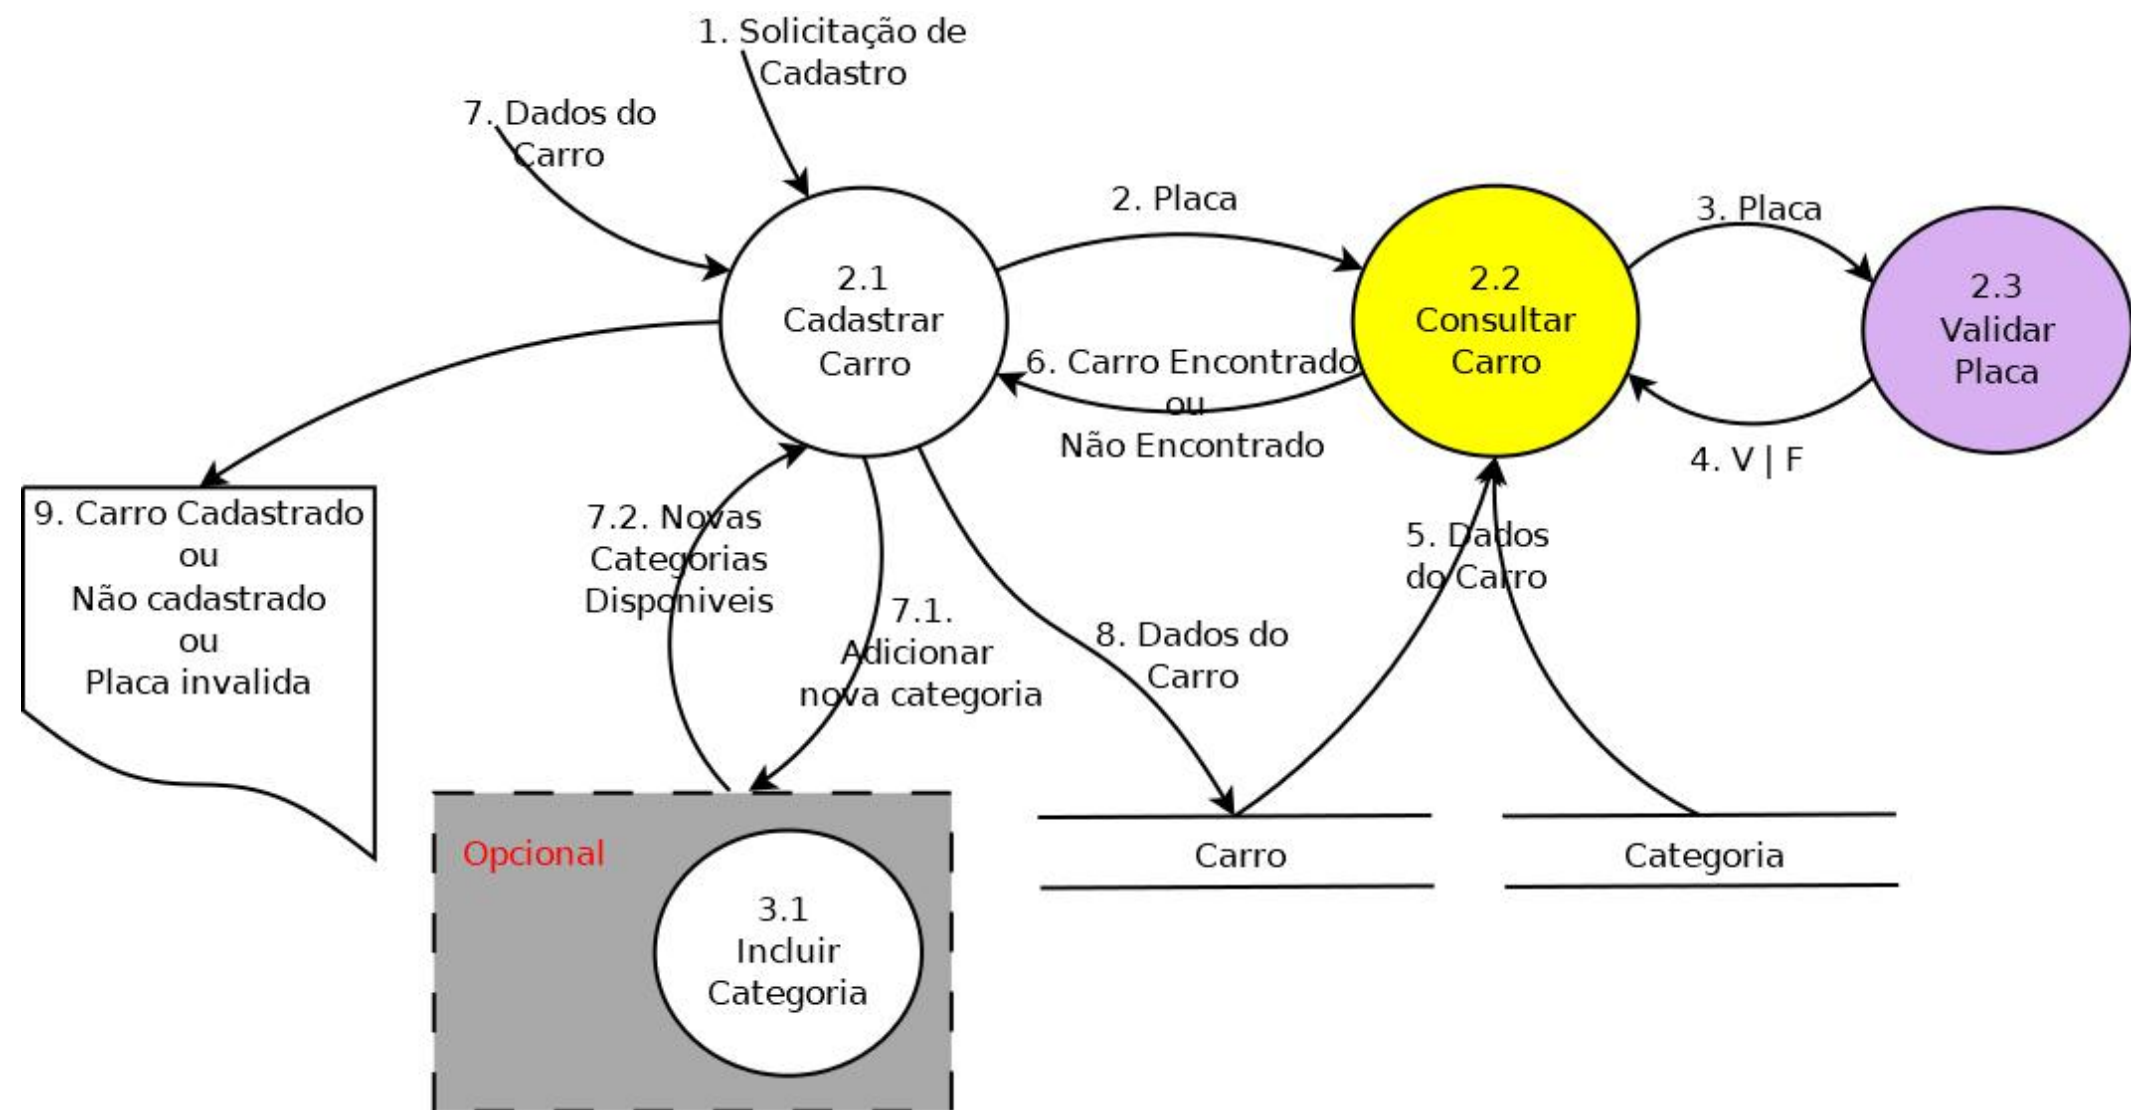 1. Solicitação de
Cadastro
7. Dados do
Carro
2. Placa
3. Placa
2.1
Cadastrar
Carro
2.2
Consultar
Carro
2.3
Validar
Placa
6. Carro Encontrado
ou
Não Encontrado
4. V | F
9. Carro Cadastrado
ou
Não cadastrado
ou
Placa invalida
7.2. Novas
Categorias
Disponiveis
7.1.
Adicionar
nova categoria
8. Dados do
Carro
5. Dados
do Carro
Opcional
3.1
Incluir
Categoria
Carro
Categoria